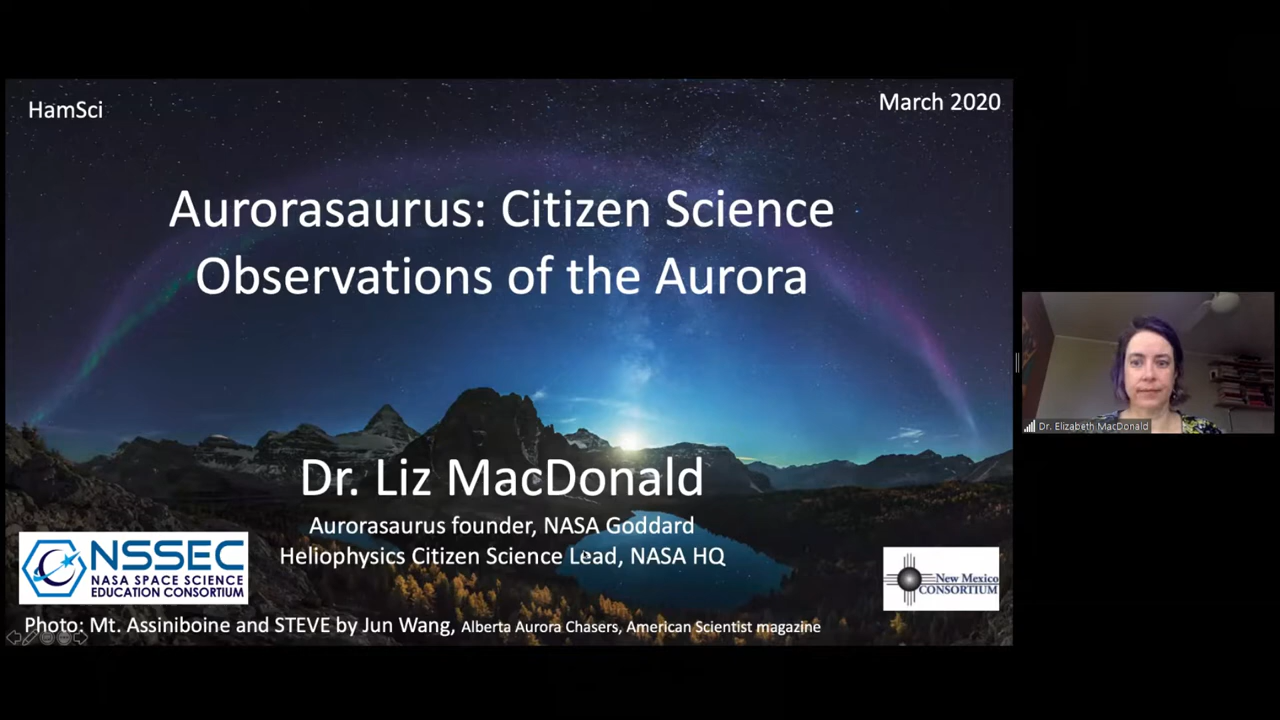 HamSci
March 2020
Aurorasaurus: Citizen Science
Observations of the Aurora
Dr. Liz MacDonald
Aurorasaurus founder, NASA Goddard
Heliophysics Citizen Science Lead, NASA HQ
NSSEC
NASA SPACE SCIENCE
EDUCATION CONSORTIUM
New Mexico
CONSORTIUM
Photo: Mt. Assiniboine and STEVE by Jun Wang, Alberta Aurora Chasers, American Scientist magazine
Dr. Elizabeth MacDonald